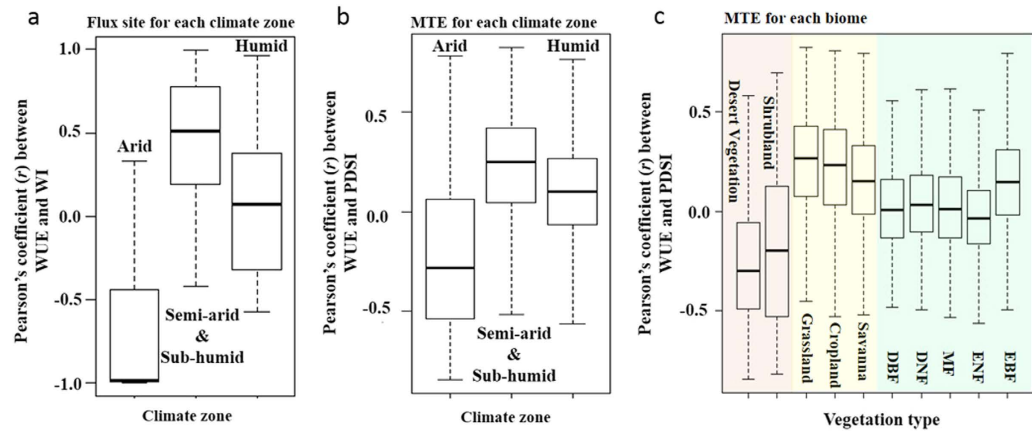 a
Flux site for each climate zone
Pearson's coefficient (r) between
WUE and WI
1.0
0.5
0.0
-0.5
-1.0
Arid
Humid
Semi-arid
&
Sub-humid
Climate zone
b
MTE for each climate zone
Pearson's coefficient (r) between
WUE and PDSI
0.5
0.0
-0.5
Arid
Humid
Semi-arid
&
Sub-humid
Climate zone
c
MTE for each biome
Pearson's coefficient (r) between
WUE and PDSI
0.5
0.0
-0.5
Desert Vegetation
Shrubland
Grassland
Cropland
Savanna
DBF
DNF
MF
ENF
EBF
Vegetation type